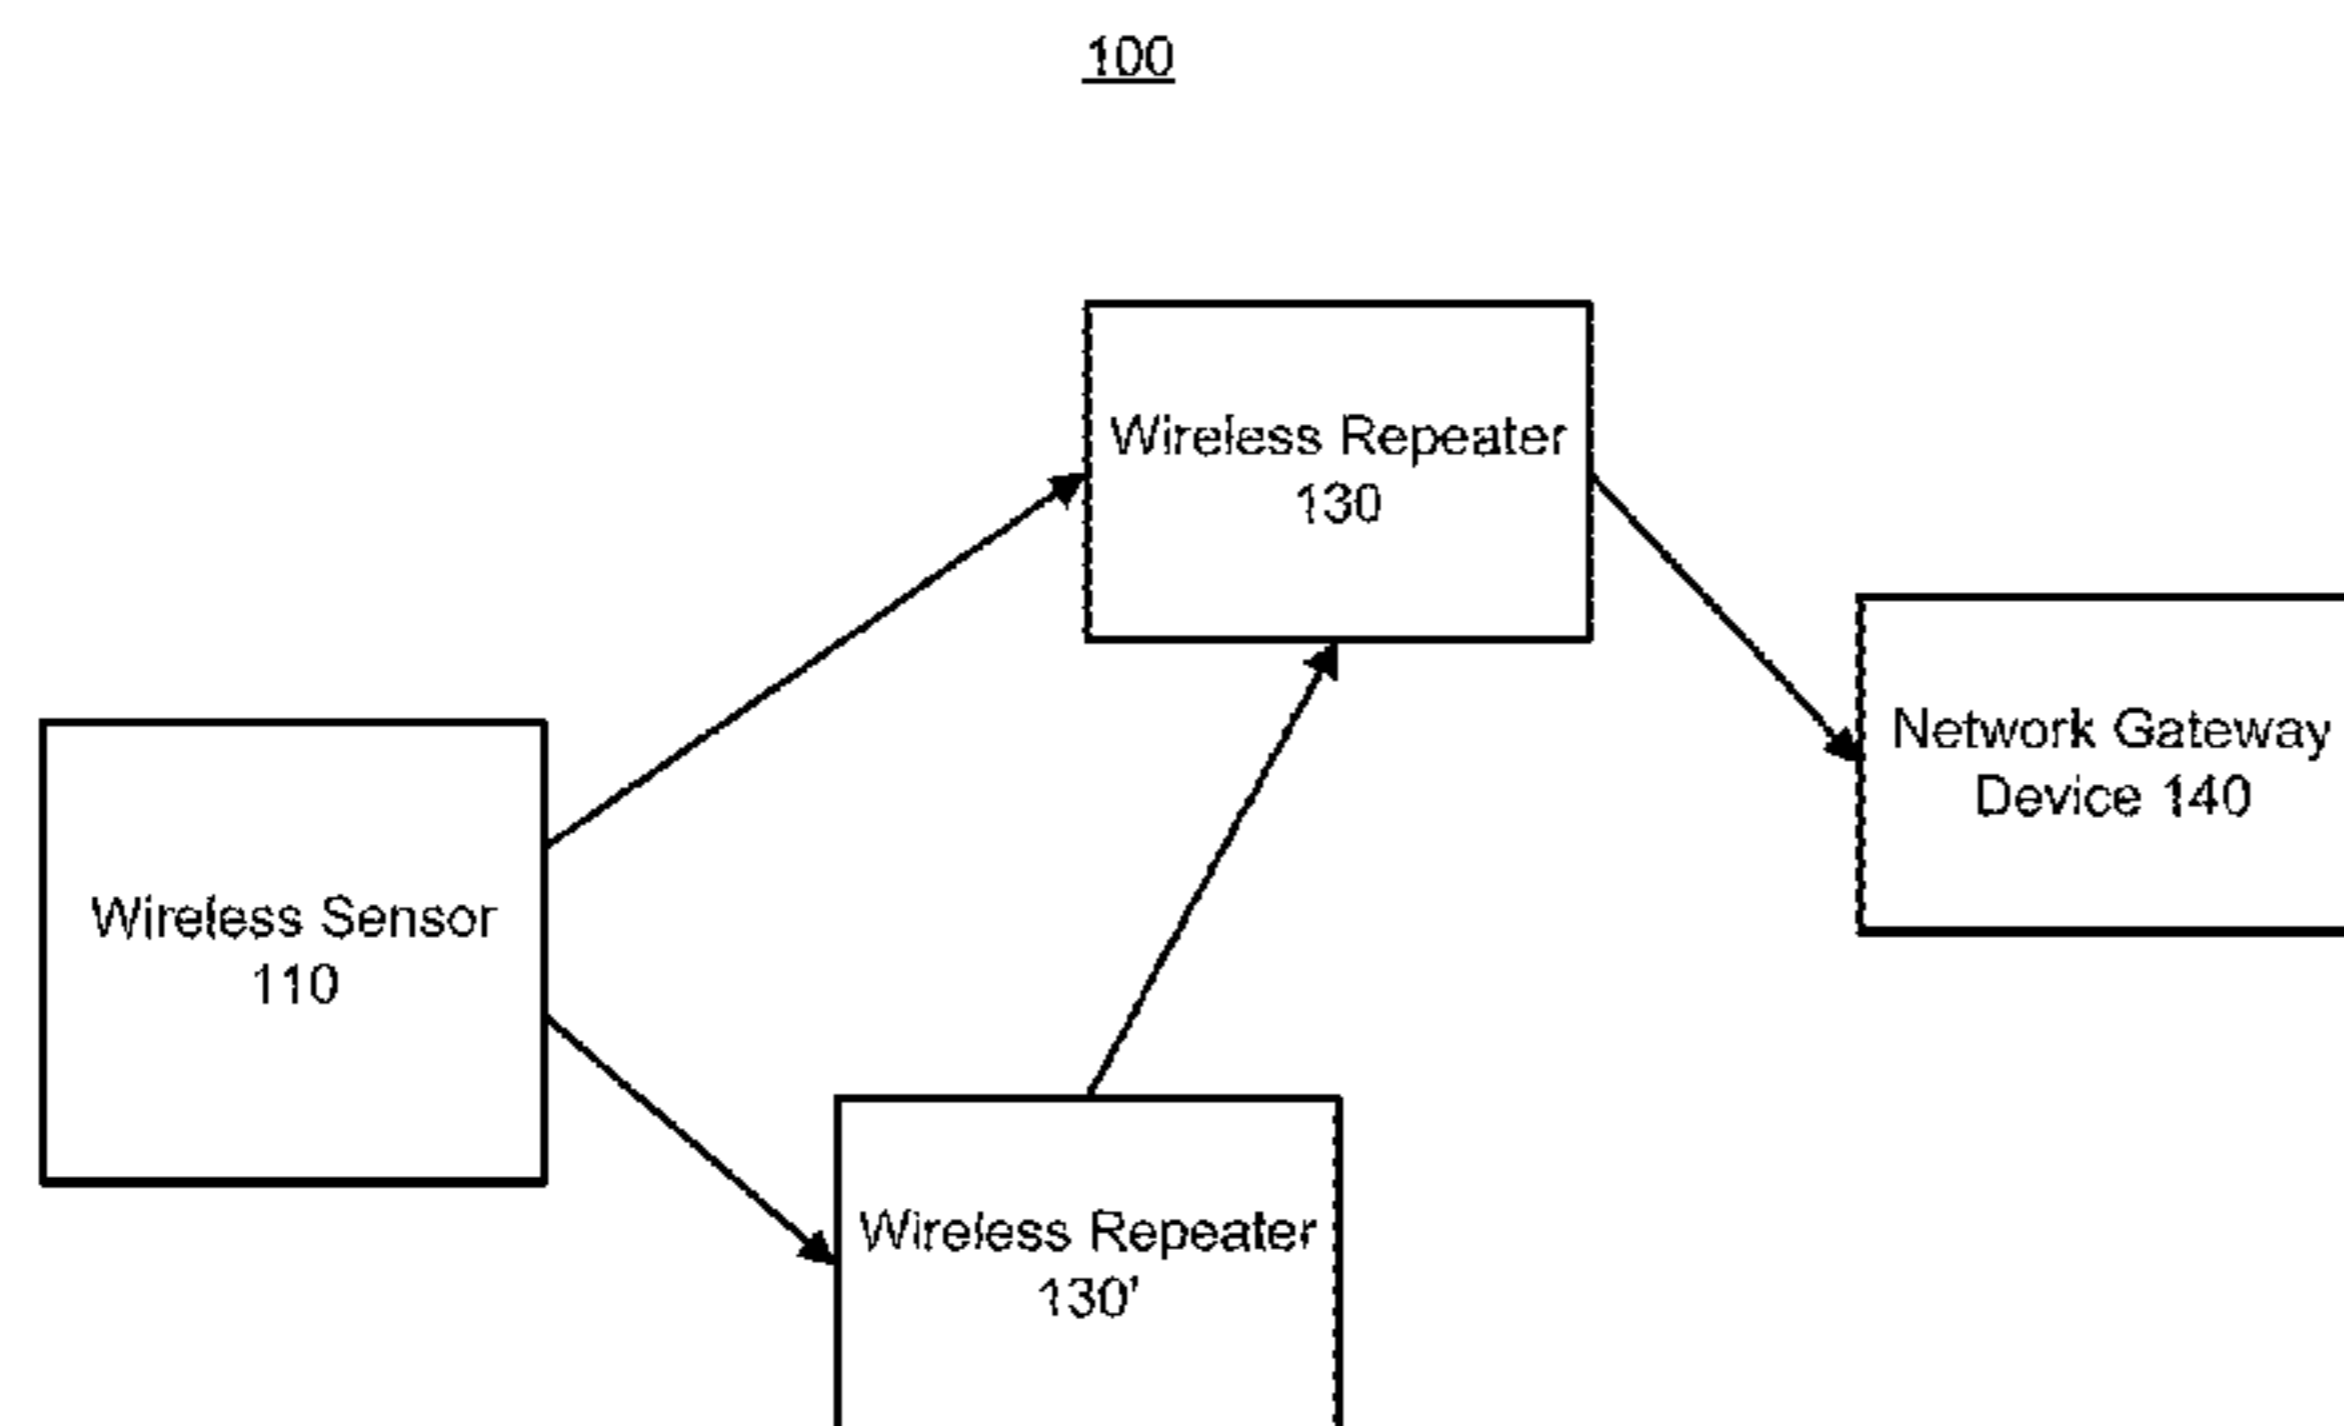 100
Wireless Repeater
130
Network Gateway
Device 140
Wireless Sensor
110
Wireless Repeater
130'